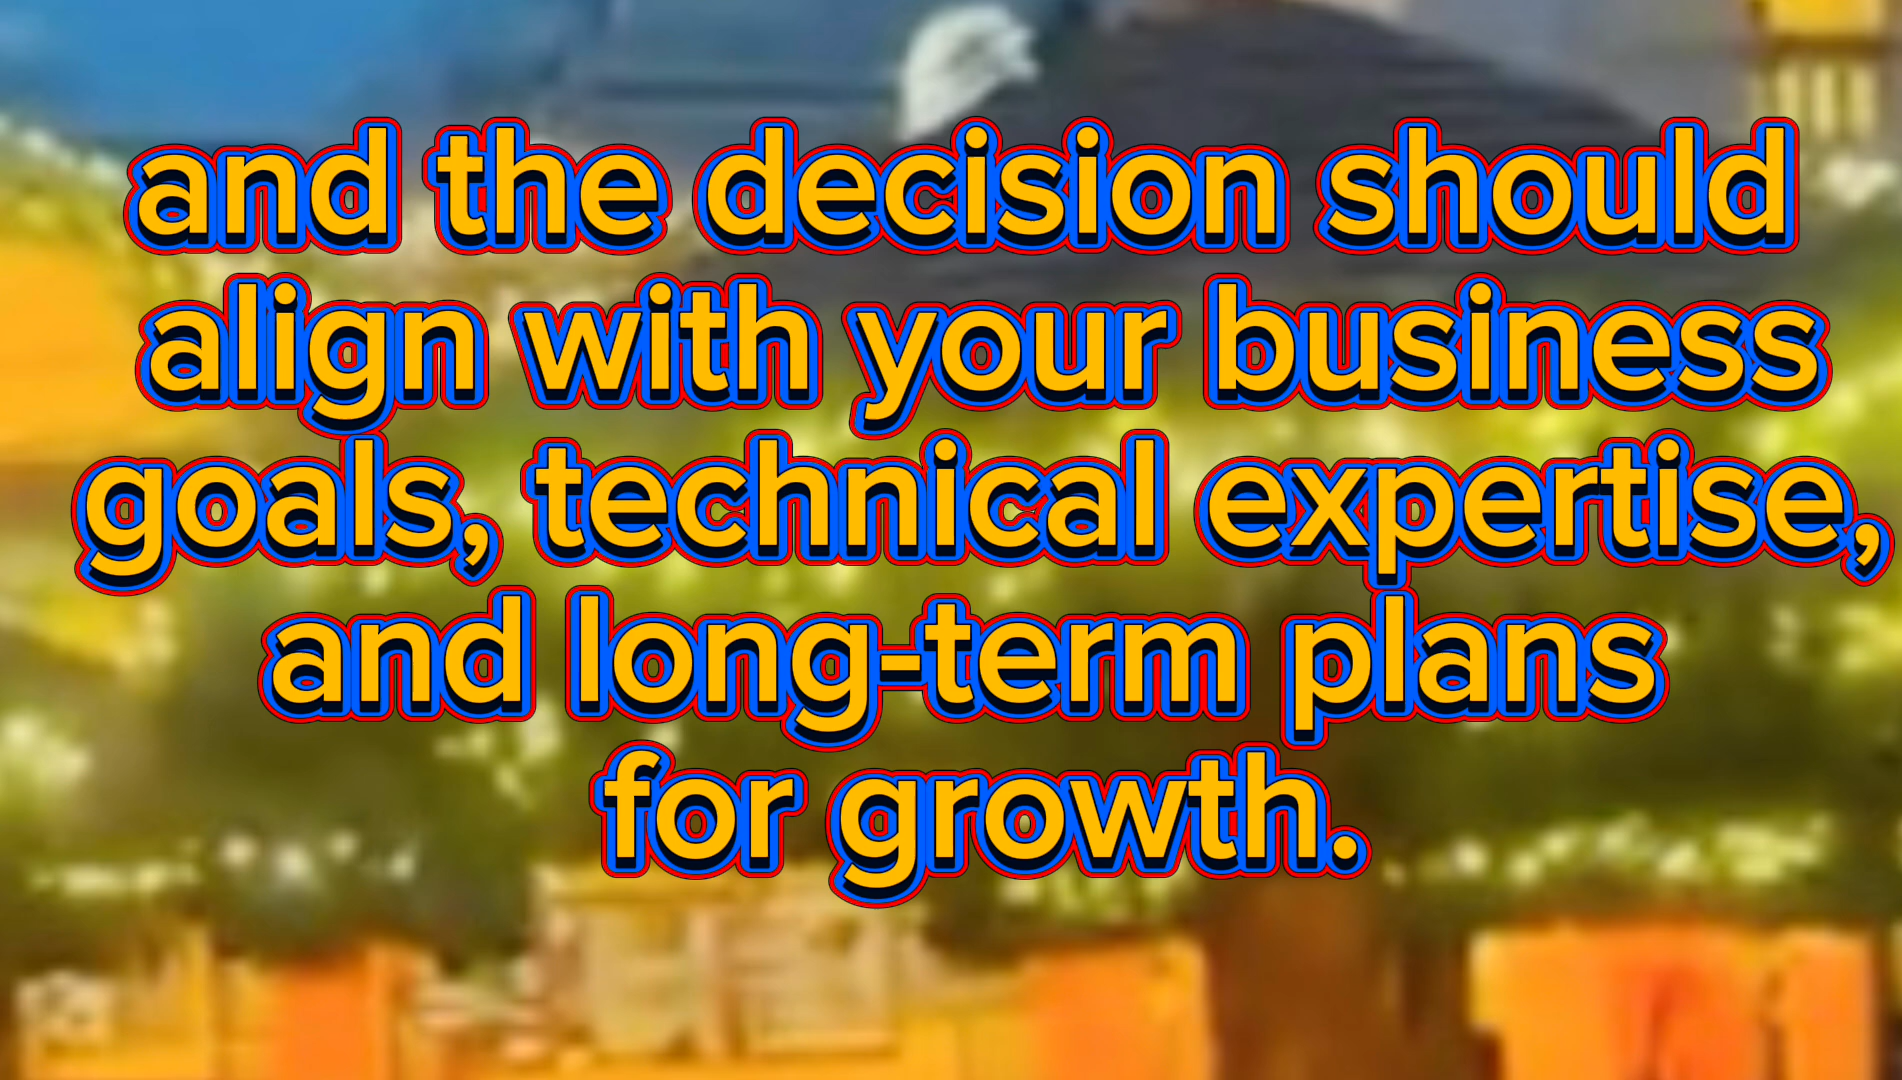 and the decision should
align with your business
goals, technical expertise,
and long-term plans
for growth.